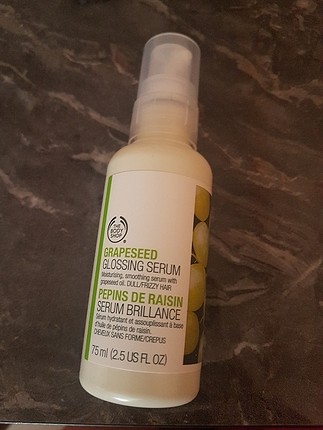 THE
BODY
SHOP
GRAPESEED
GLOSSING SERUM
Moisturising, smoothing serum with
grapeseed oil. DULL/FRIZZY HAIR
PEPINS DE RAISIN
SERUM BRILLANCE
Sérum hydratant et assouplissant à base
d'huile de pépins de raisin.
CHEVEUX SANS FORME/CREPUS
75 ml (2.5 US FL OZ)